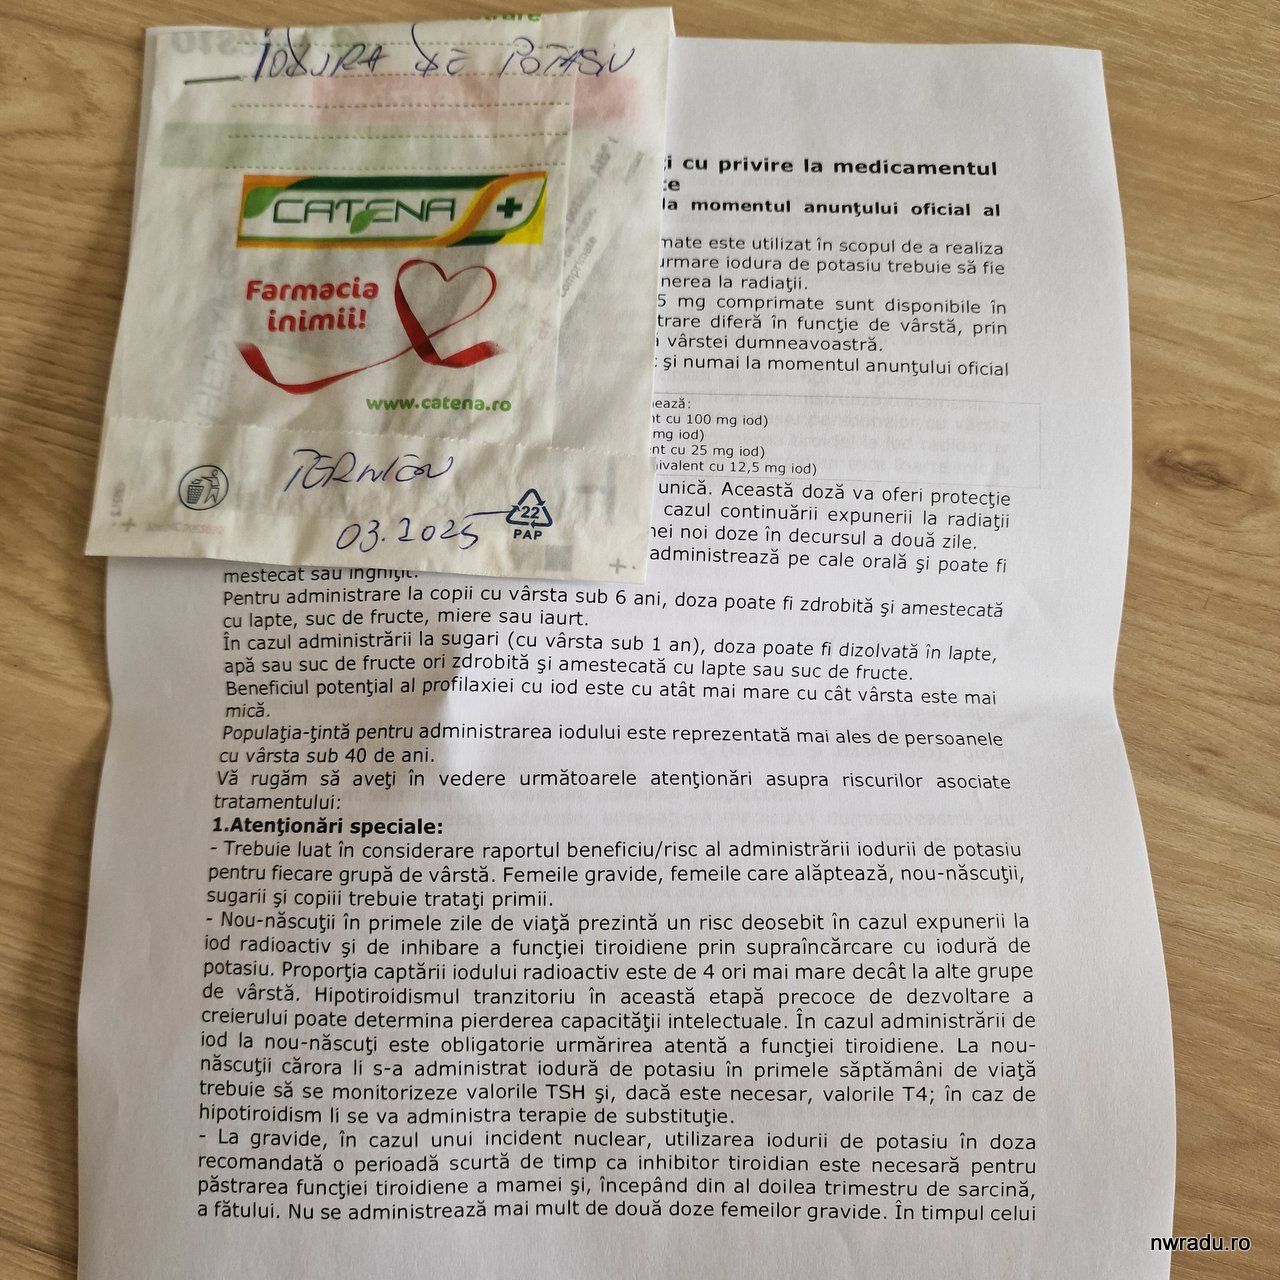 IODURA DE POTASIU
CATENA
Farmacia
inimii!
www.catena.ro
TERMEN
03.2025
22
PAP
cu privire la medicamentul
la momentul anunţului oficial al
este utilizat în scopul de a realiza
iodura de potasiu trebuie să fie
la radiaţii.
5 mg comprimate sunt disponibile în
diferă în funcţie de vârstă, prin
vârstei dumneavoastră.
şi numai la momentul anunţului oficial
cu 100 mg iod)
mg iod)
cu 25 mg iod)
cu 12,5 mg iod)
unică. Această doză va oferi protecţie
cazul continuării expunerii la radiaţii
noi doze în decursul a două zile.
administrează pe cale orală şi poate fi
mestecat sau înghiţit.
Pentru administrare la copii cu vârsta sub 6 ani, doza poate fi zdrobită şi amestecată
cu lapte, suc de fructe, miere sau iaurt.
În cazul administrării la sugari (cu vârsta sub 1 an), doza poate fi dizolvată în lapte,
apă sau suc de fructe ori zdrobită şi amestecată cu lapte sau suc de fructe.
Beneficiul potenţial al profilaxiei cu iod este cu atât mai mare cu cât vârsta este mai
mică.
Populaţia-ţintă pentru administrarea iodului este reprezentată mai ales de persoanele
cu vârsta sub 40 de ani.
Vă rugăm să aveţi în vedere următoarele atenţionări asupra riscurilor asociate
tratamentului:
1.Atenţionări speciale:
- Trebuie luat în considerare raportul beneficiu/risc al administrării iodurii de potasiu
pentru fiecare grupă de vârstă. Femeile gravide, femeile care alăptează, nou-născuţii,
sugarii şi copiii trebuie trataţi primii.
- Nou-născuţii în primele zile de viaţă prezintă un risc deosebit în cazul expunerii la
iod radioactiv şi de inhibare a funcţiei tiroidiene prin supraîncărcare cu iodură de
potasiu. Proporţia captării iodului radioactiv este de 4 ori mai mare decât la alte grupe
de vârstă. Hipotiroidismul tranzitoriu în această etapă precoce de dezvoltare a
creierului poate determina pierderea capacităţii intelectuale. În cazul administrării de
iod la nou-născuţi este obligatorie urmărirea atentă a funcţiei tiroidiene. La nou-
născuţii cărora li s-a administrat iodură de potasiu în primele săptămâni de viaţă
trebuie să se monitorizeze valorile TSH şi, dacă este necesar, valorile T4; în caz de
hipotiroidism li se va administra terapie de substituţie.
- La gravide, în cazul unui incident nuclear, utilizarea iodurii de potasiu în doza
recomandată o perioadă scurtă de timp ca inhibitor tiroidian este necesară pentru
păstrarea funcţiei tiroidiene a mamei şi, începând din al doilea trimestru de sarcină,
a fătului. Nu se administrează mai mult de două doze femeilor gravide. În timpul celui
nwradu.ro